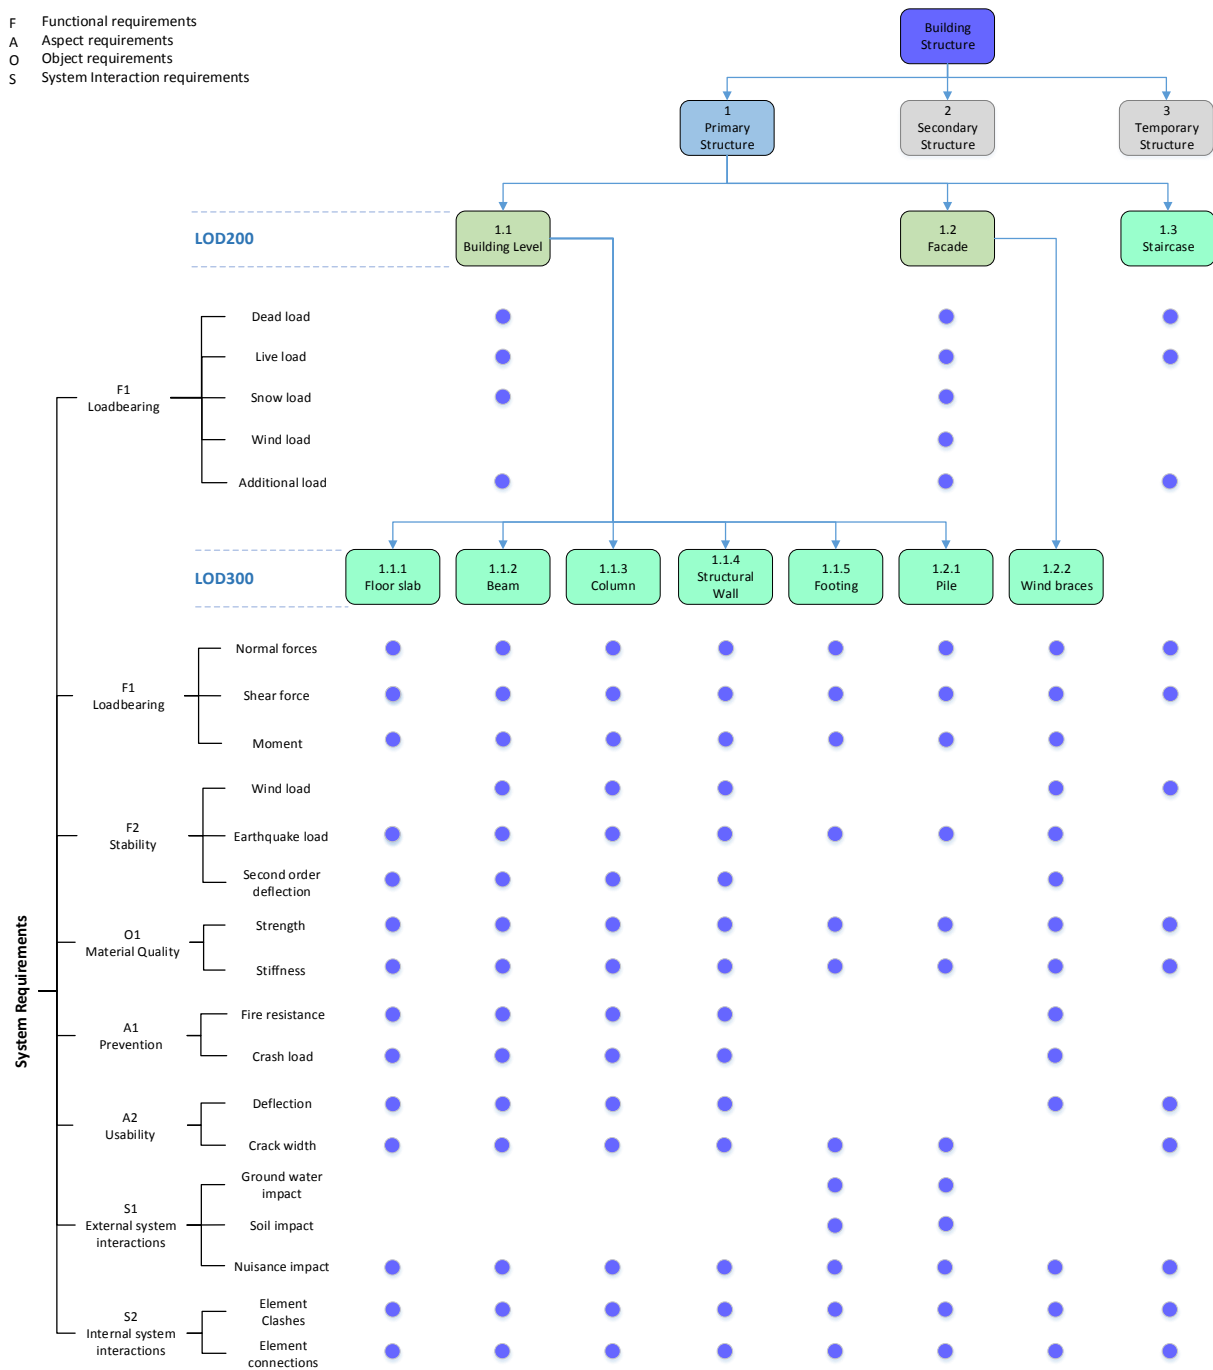 F Functional requirements
A Aspect requirements
O Object requirements
S System Interaction requirements
Building
Structure
1
Primary
Structure
2
Secondary
Structure
3
Temporary
Structure
LOD200
1.1
Building Level
1.2
Facade
1.3
Staircase
F1
Loadbearing
Dead load
Live load
Snow load
Wind load
Additional load
LOD300
1.1.1
Floor slab
1.1.2
Beam
1.1.3
Column
1.1.4
Structural
Wall
1.1.5
Footing
1.2.1
Pile
1.2.2
Wind braces
System Requirements
F1
Loadbearing
Normal forces
Shear force
Moment
F2
Stability
Wind load
Earthquake load
Second order
deflection
O1
Material Quality
Strength
Stiffness
A1
Prevention
Fire resistance
Crash load
A2
Usability
Deflection
Crack width
S1
External system
interactions
Ground water
impact
Soil impact
Nuisance impact
S2
Internal system
interactions
Element
Clashes
Element
connections